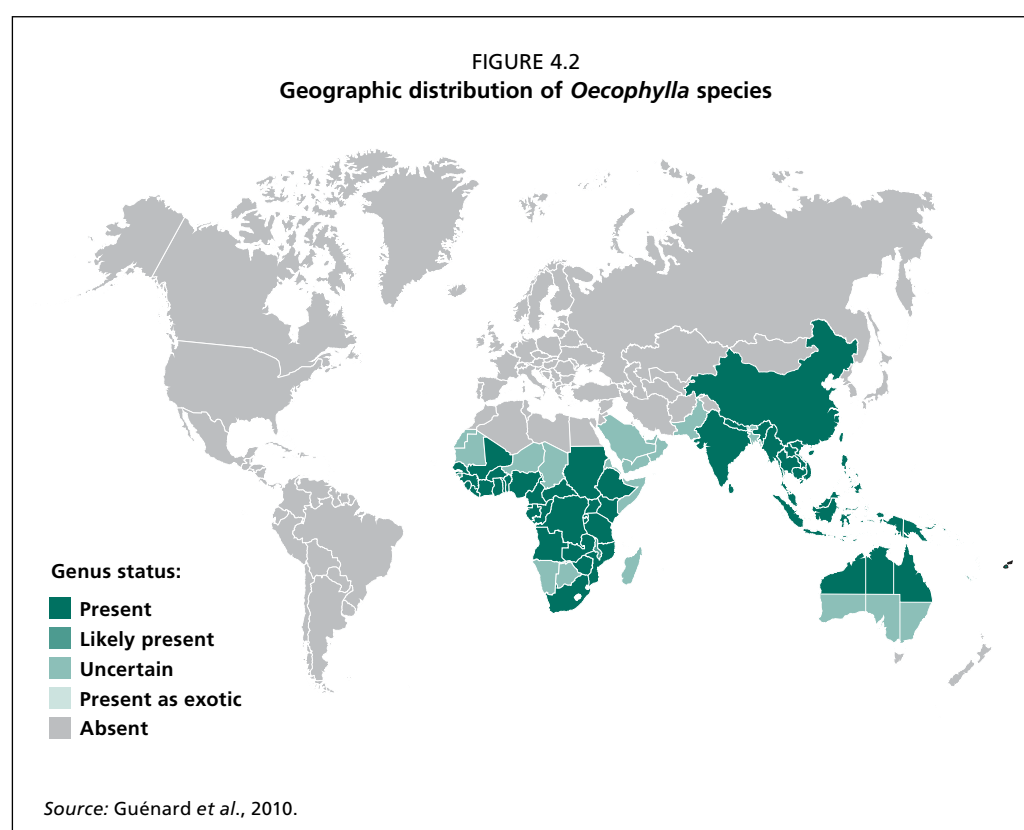 FIGURE 4.2
Geographic distribution of Oecophylla species
Genus status:
Present
Likely present
Uncertain
Present as exotic
Absent
Source: Guénard et al., 2010.